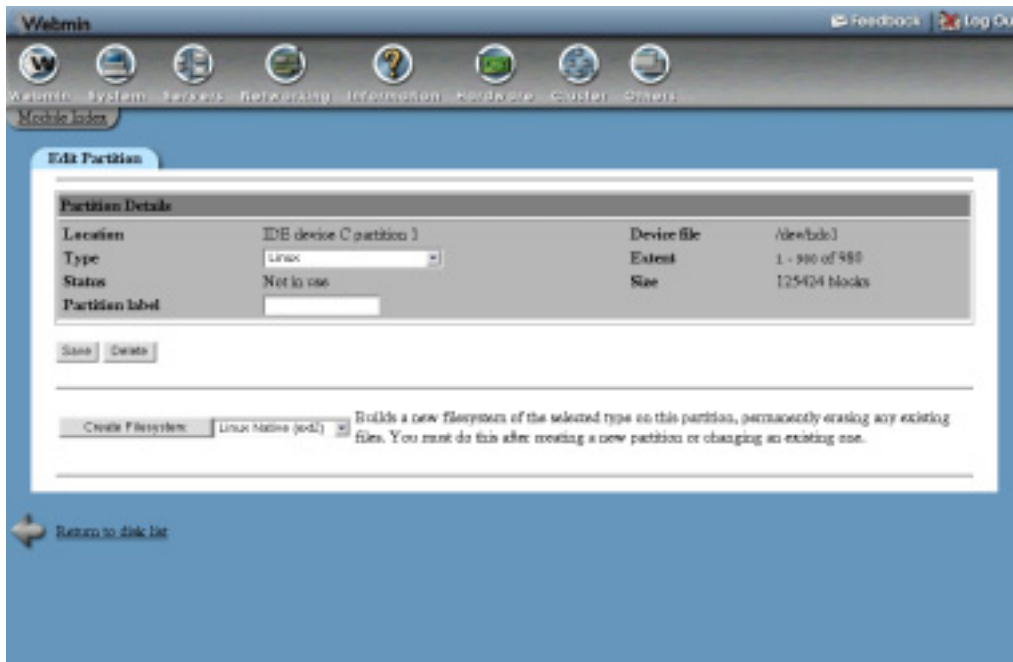 Webmin
Feedback Log Ou
Webmin System Servers Networking Information Hardware Cluster Others
Module Index
Edit Partition
Partition Details
Location IDE device C partition 1 Device file
Type Linux Extent 1 - 980 of 980
Status Not in use Size 125424 blocks
Partition label
Save Delete
Create Filesystem: Linux Native (ext2) Builds a new filesystem of the selected type on this partition, permanently erasing any existing
files. You must do this after creating a new partition or changing an existing one.
Return to disk list